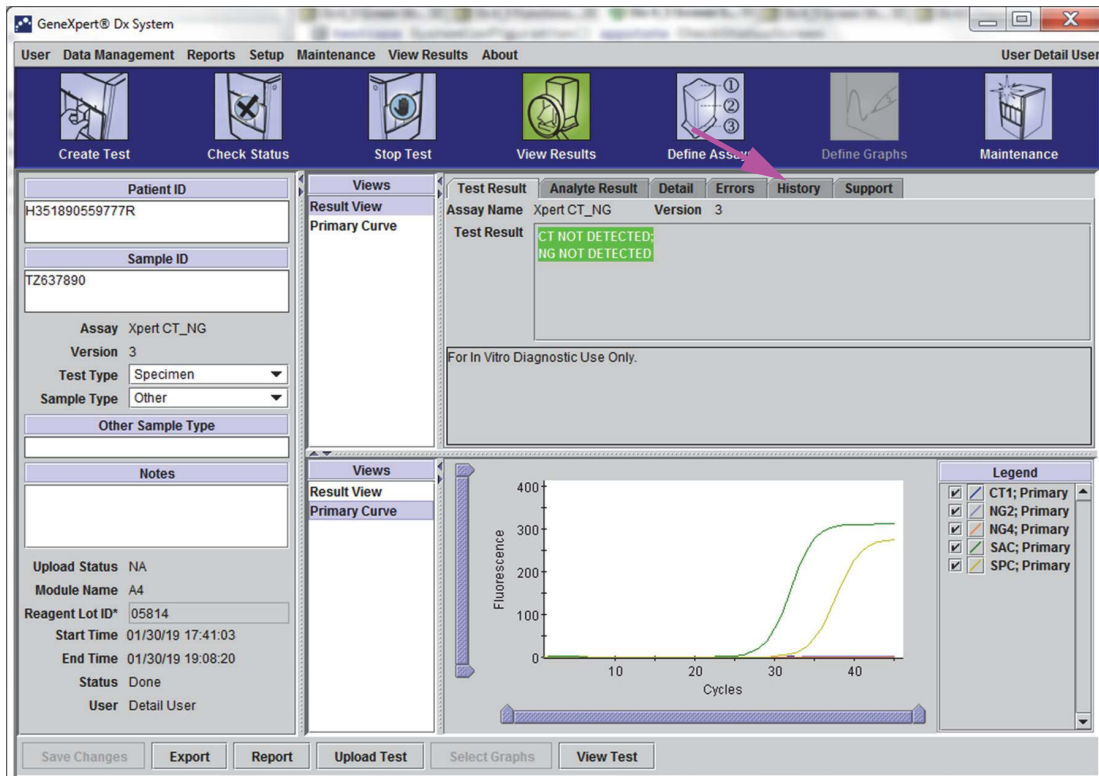 GeneXpert® Dx System
User Data Management Reports Setup Maintenance View Results About User Detail User
Create Test Check Status Stop Test View Results Define Assays Define Graphs Maintenance
① ② ③
Patient ID
H351890559777R
Sample ID
TZ637890
Assay Xpert CT_NG
Version 3
Test Type Specimen
Sample Type Other
Other Sample Type
Notes
Upload Status NA
Module Name A4
Reagent Lot ID* 05814
Start Time 01/30/19 17:41:03
End Time 01/30/19 19:08:20
Status Done
User Detail User
Views
Result View
Primary Curve
Test Result Analyte Result Detail Errors History Support
Assay Name Xpert CT_NG Version 3
Test Result CT NOT DETECTED;
NG NOT DETECTED
For In Vitro Diagnostic Use Only.
Views
Result View
Primary Curve
Fluorescence
400
300
200
100
0
10 20 30 40
Cycles
Legend
CT1; Primary
NG2; Primary
NG4; Primary
SAC; Primary
SPC; Primary
Save Changes Export Report Upload Test Select Graphs View Test